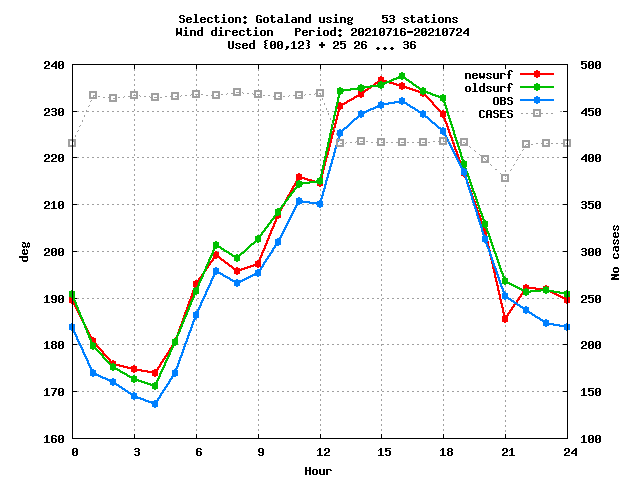 Selection: Gotaland using    53 stations
Wind direction   Period: 20210716-20210724
Used {00,12} + 25 26 ... 36
newsurf
oldsurf
OBS
CASES
240
230
220
210
200
190
180
170
160
deg
500
450
400
350
300
250
200
150
100
No cases
0 3 6 9 12 15 18 21 24
Hour